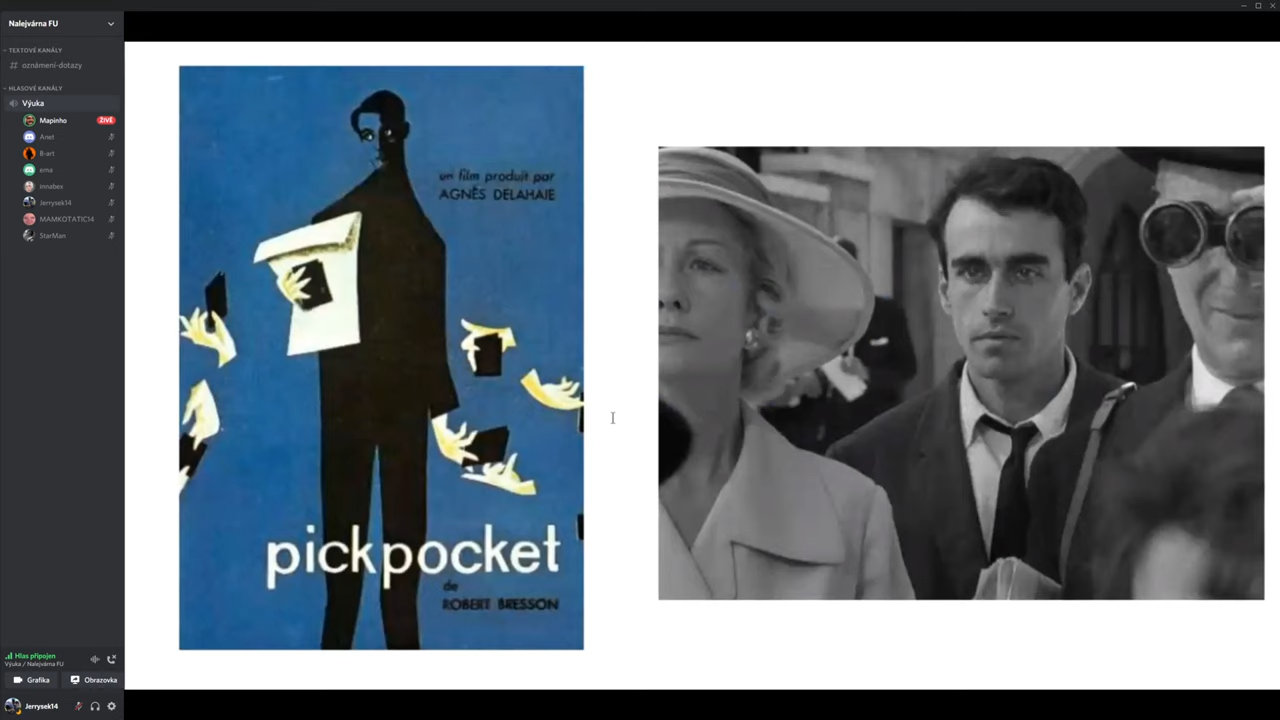 Nalejvárna FU
TEXTOVÉ KANÁLY
# oznámení-dotazy
HLASOVÉ KANÁLY
Výuka
Mapinho ŽIVĚ
Anet
B-art
ema
innabex
Jerrysek14
MAMKOTATIC14
StarMan
Hlas připojen
Výuka / Nalejvárna FU
Grafika
Obrazovka
Jerrysek14
un film produit par
AGNÈS DELAHAIE
pickpocket
de
ROBERT BRESSON